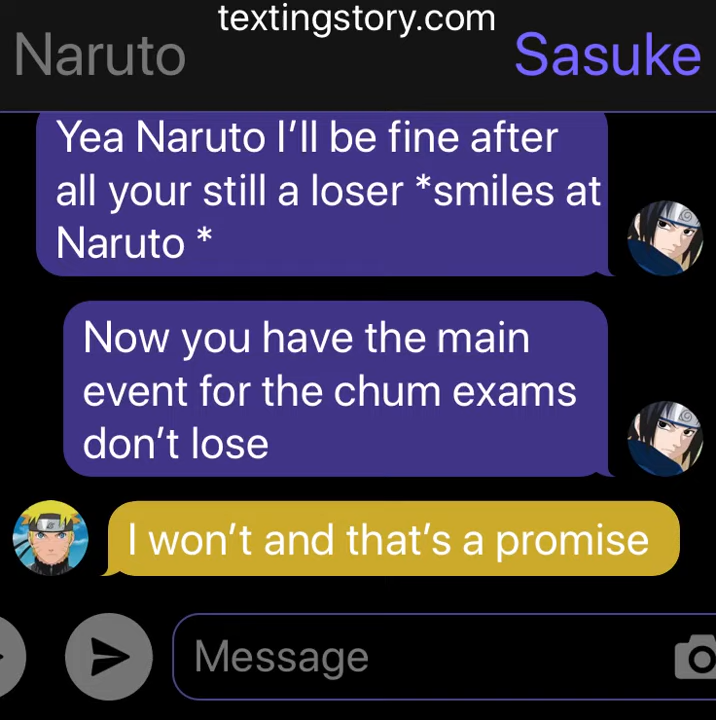 textingstory.com
Naruto
Sasuke
Yea Naruto I’ll be fine after
all your still a loser *smiles at
Naruto *
Now you have the main
event for the chum exams
don’t lose
I won’t and that’s a promise
Message